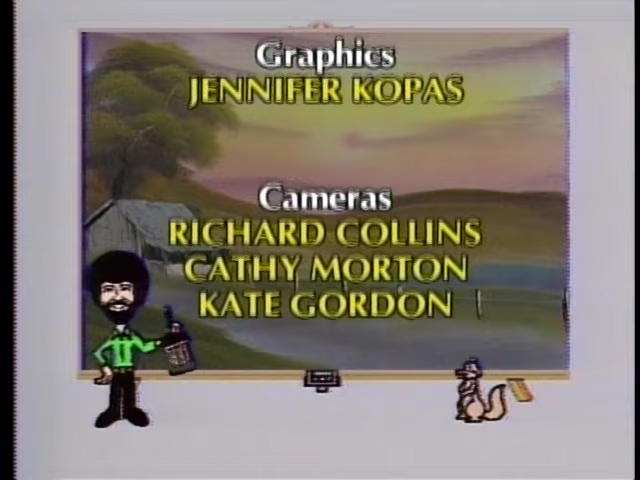 Graphics
JENNIFER KOPAS
Cameras
RICHARD COLLINS
CATHY MORTON
KATE GORDON